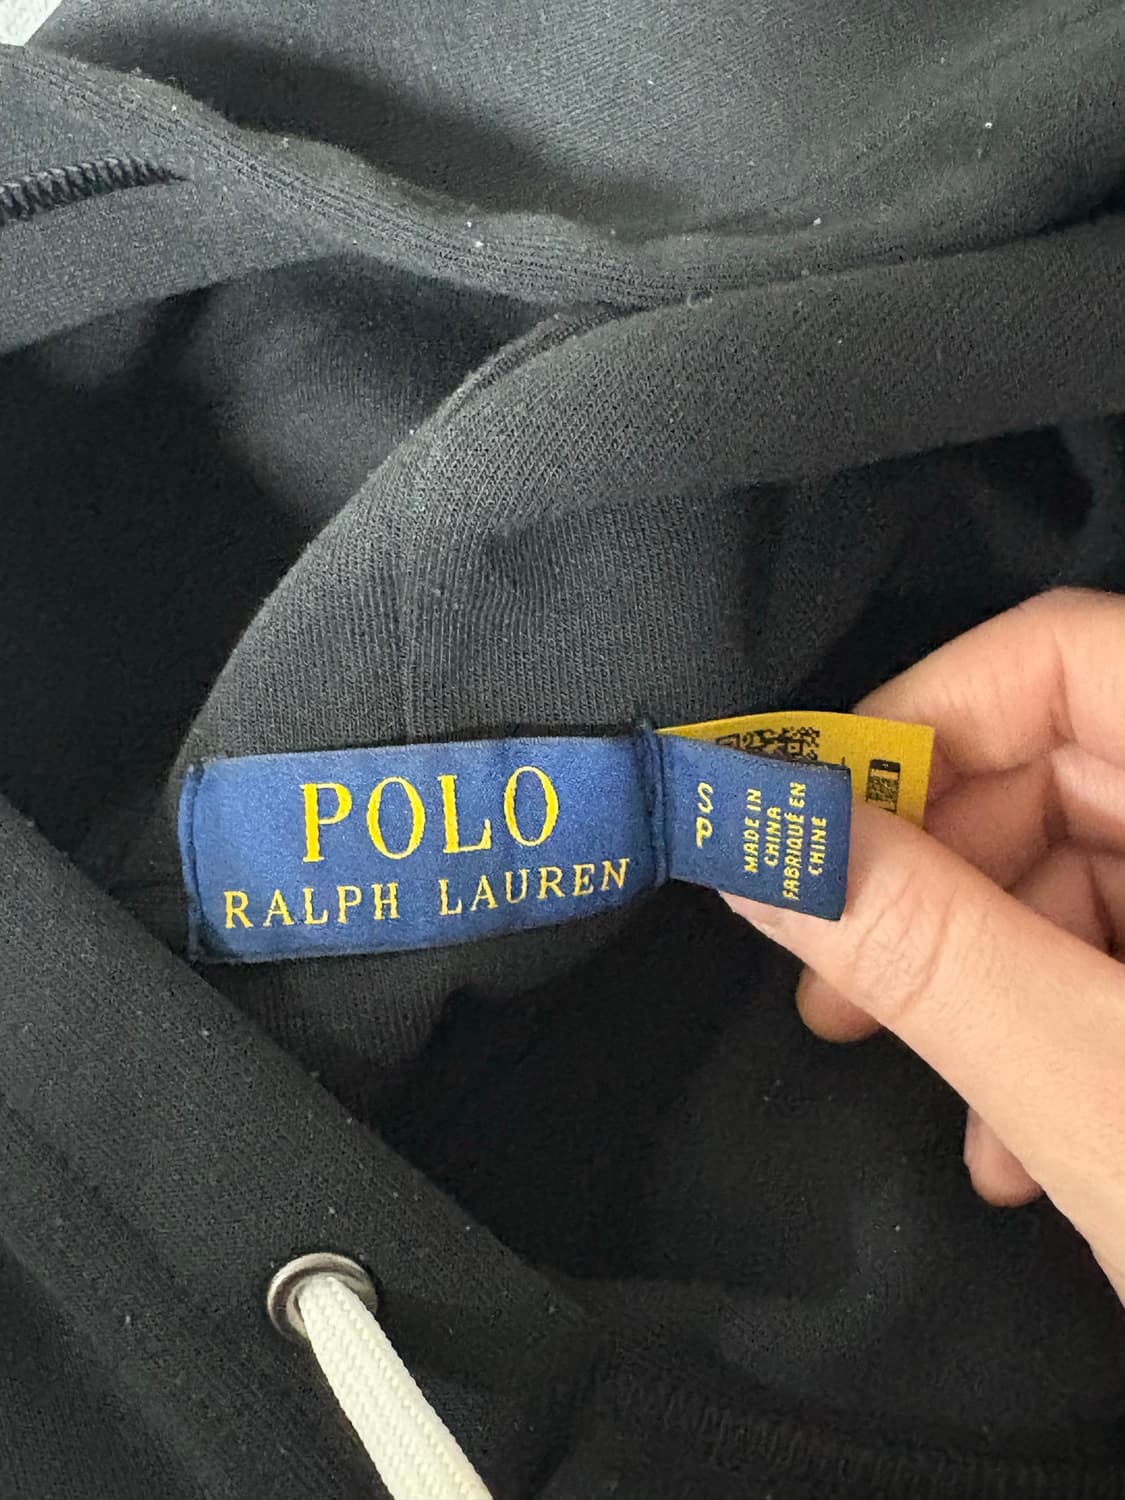 POLO
RALPH LAUREN
S/P
MADE IN
CHINA
FABRIQUÉ EN
CHINE